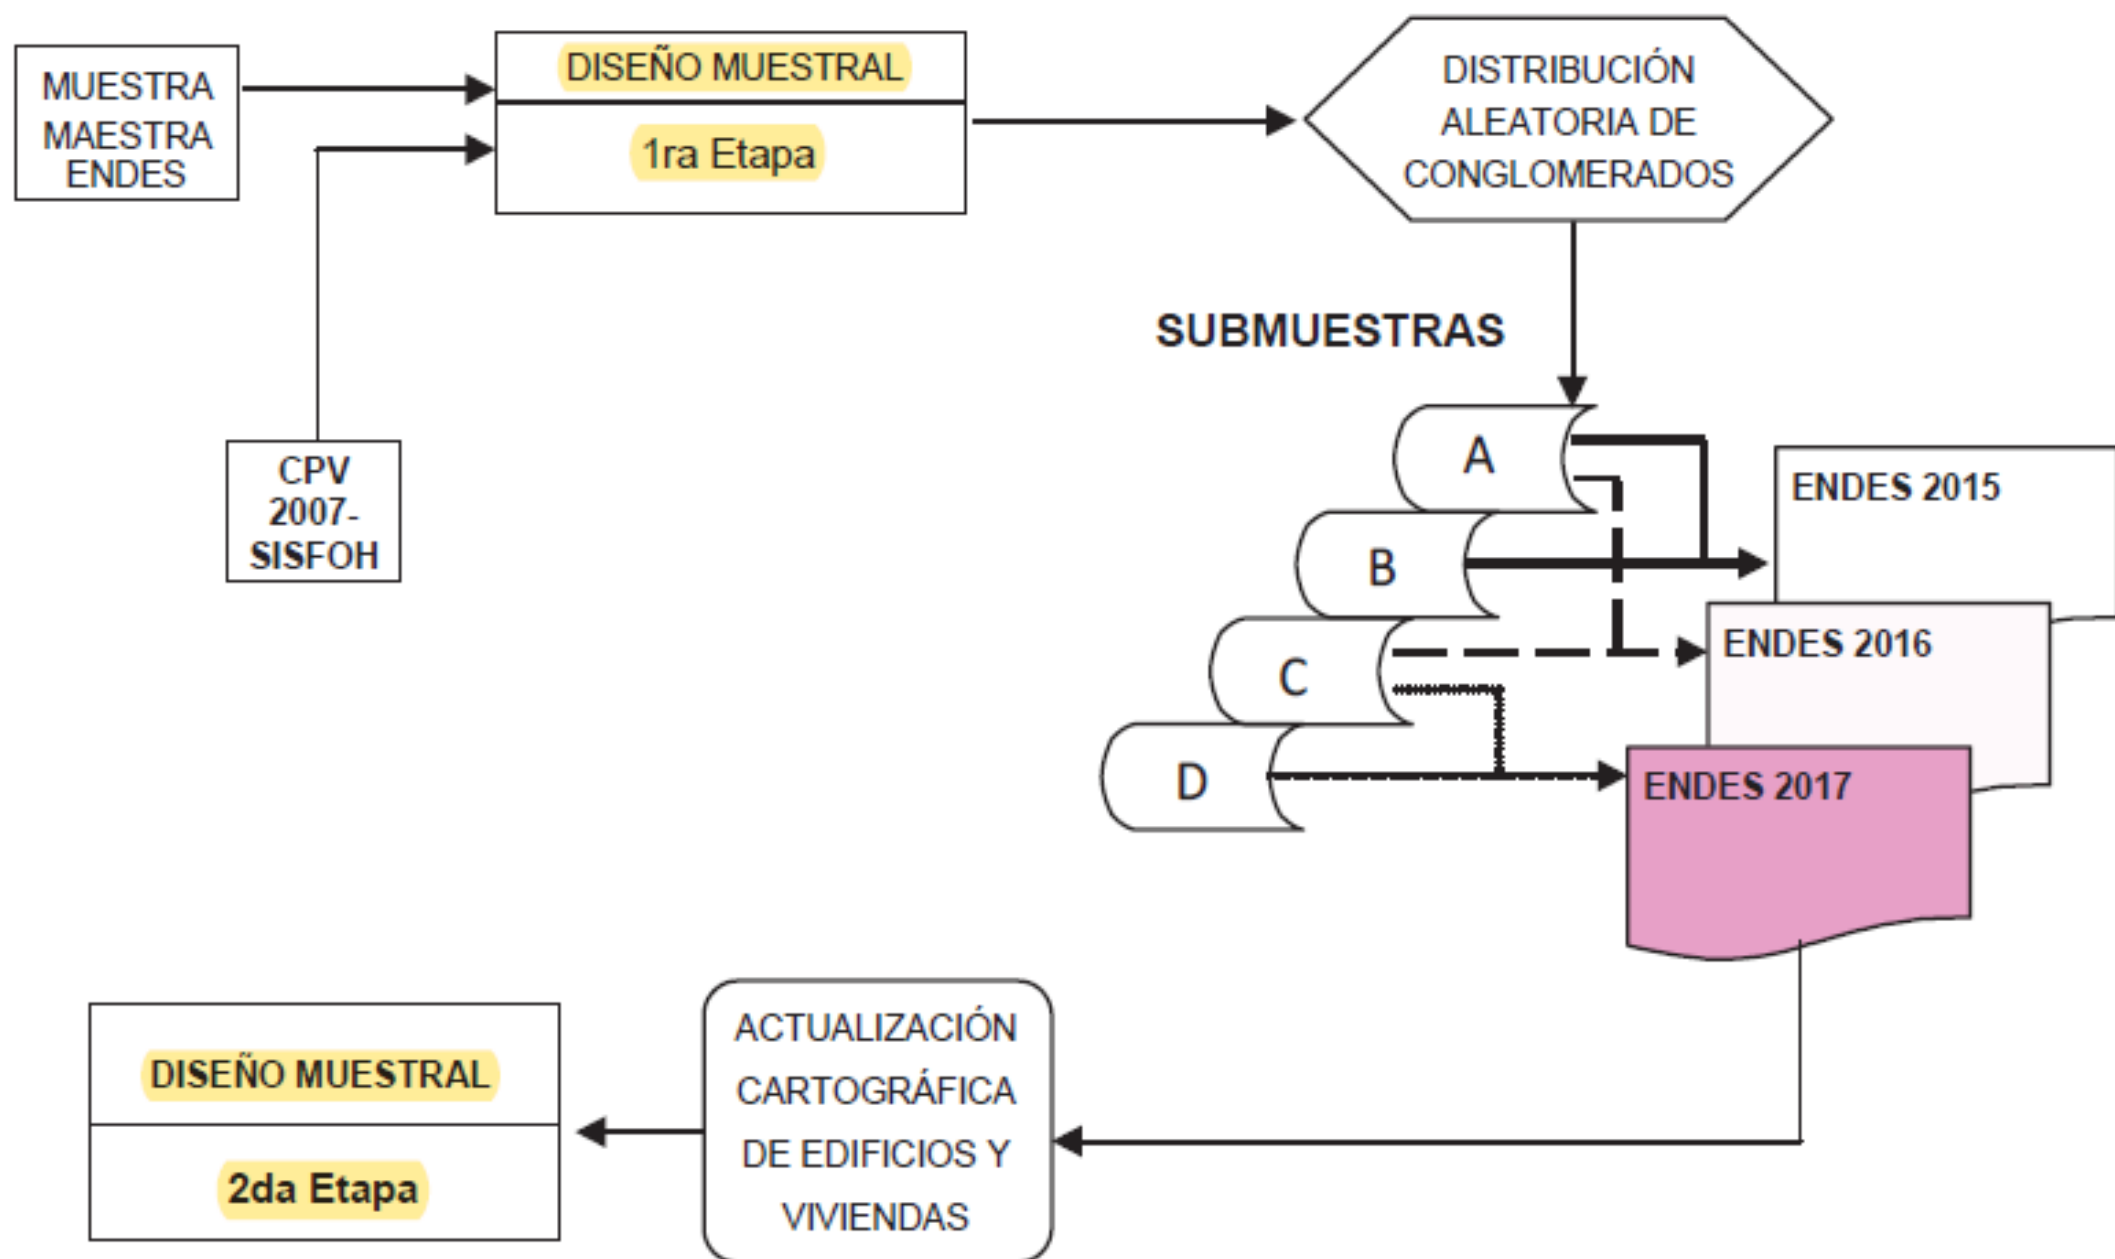 MUESTRA
MAESTRA
ENDES
DISEÑO MUESTRAL
1ra Etapa
DISTRIBUCIÓN
ALEATORIA DE
CONGLOMERADOS
CPV
2007-
SISFOH
SUBMUESTRAS
A
B
C
D
ENDES 2015
ENDES 2016
ENDES 2017
ACTUALIZACIÓN
CARTOGRÁFICA
DE EDIFICIOS Y
VIVIENDAS
DISEÑO MUESTRAL
2da Etapa